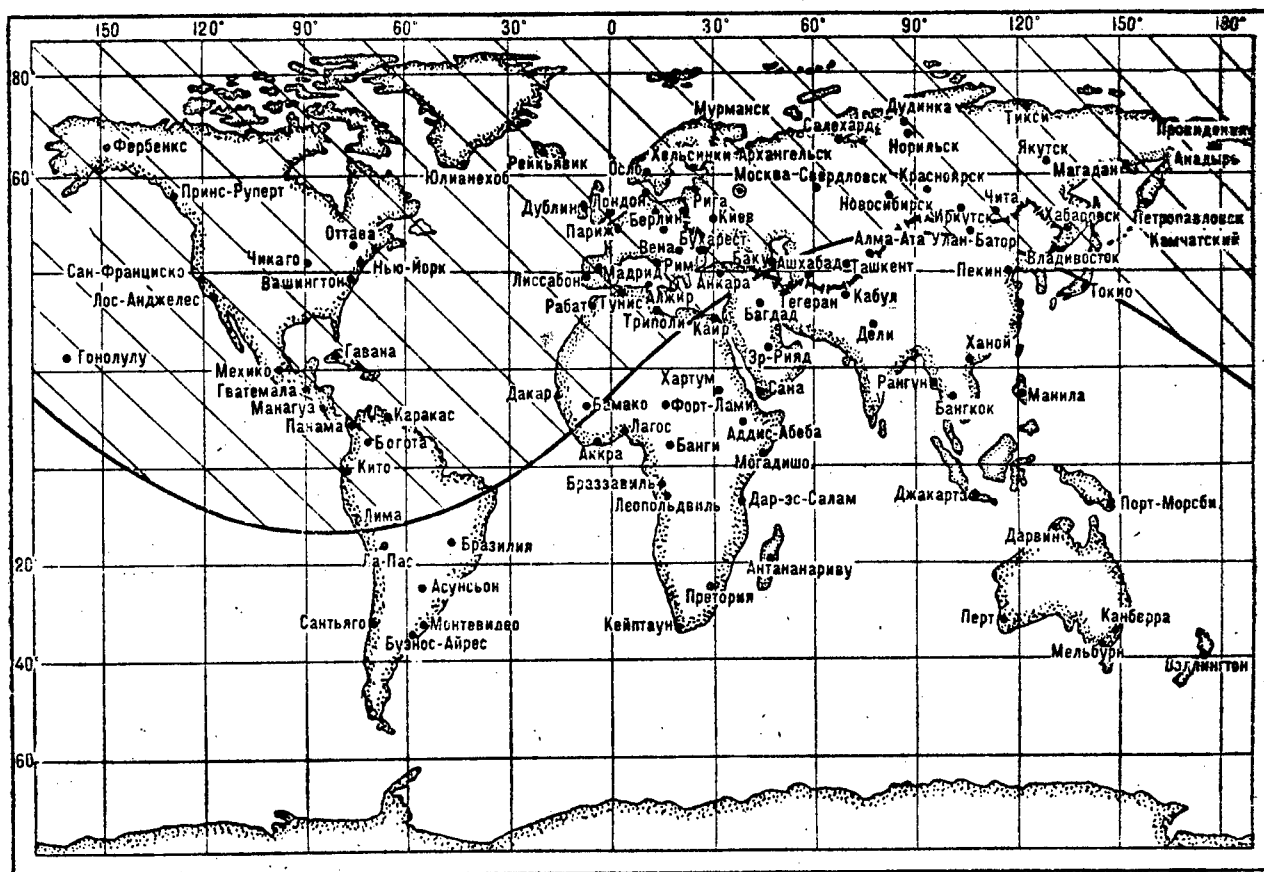 150° 120° 90° 60° 30° 0 30° 60° 90° 120° 150° 180°
80°
60°
20°
40°
60°
Фербенкс
Принс-Руперт
Юлианехоб
Рейкьявик
Мурманск
Салехард
Дудинка
Норильск
Тикси
Якутск
Провидения
Анадырь
Магадан
Осло
Хельсинки
Архангельск
Москва
Свердловск
Красноярск
Новосибирск
Иркутск
Чита
Хабаровск
Петропавловск
Камчатский
Дублин
Лондон
Рига
Париж
Берлин
Киев
Вена
Бухарест
Алма-Ата
Улан-Батор
Владивосток
Оттава
Чикаго
Нью-Йорк
Вашингтон
Сан-Франциско
Лос-Анджелес
Лиссабон
Мадрид
Рим
Баку
Ашхабад
Ташкент
Пекин
Анкара
Рабат
Тунис
Алжир
Тегеран
Кабул
Токио
Триполи
Каир
Багдад
Дели
Гонолулу
Гавана
Мехико
Гватемала
Манагуа
Панама
Каракас
Богота
Кито
Лима
Ла-Пас
Бразилия
Асунсьон
Сантьяго
Монтевидео
Буэнос-Айрес
Эр-Рияд
Ханой
Хартум
Сана
Рангун
Бангкок
Манила
Дакар
Бамако
Форт-Лами
Лагос
Аддис-Абеба
Аккра
Банги
Могадишо
Браззавиль
Леопольдвиль
Дар-эс-Салам
Джакарта
Порт-Морсби
Дарвин
Антананариву
Претория
Кейптаун
Перт
Канберра
Мельбурн
Вэллингтон